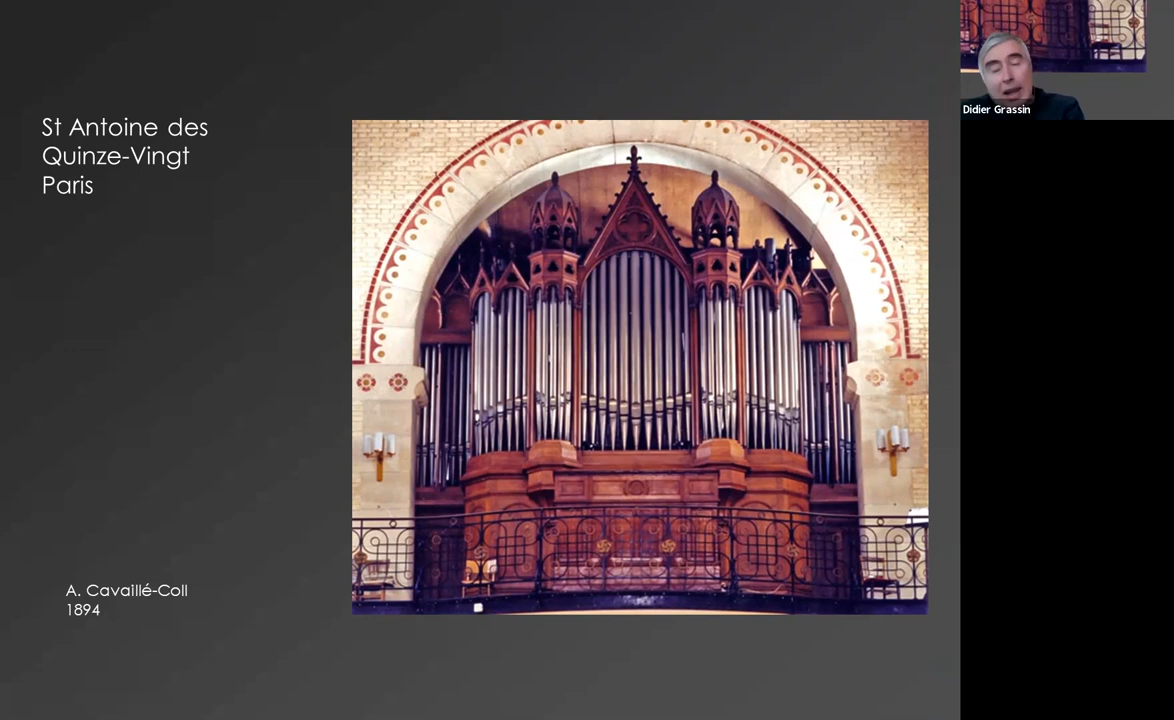 St Antoine des
Quinze-Vingt
Paris
A. Cavaillé-Coll
1894
Didier Grassin